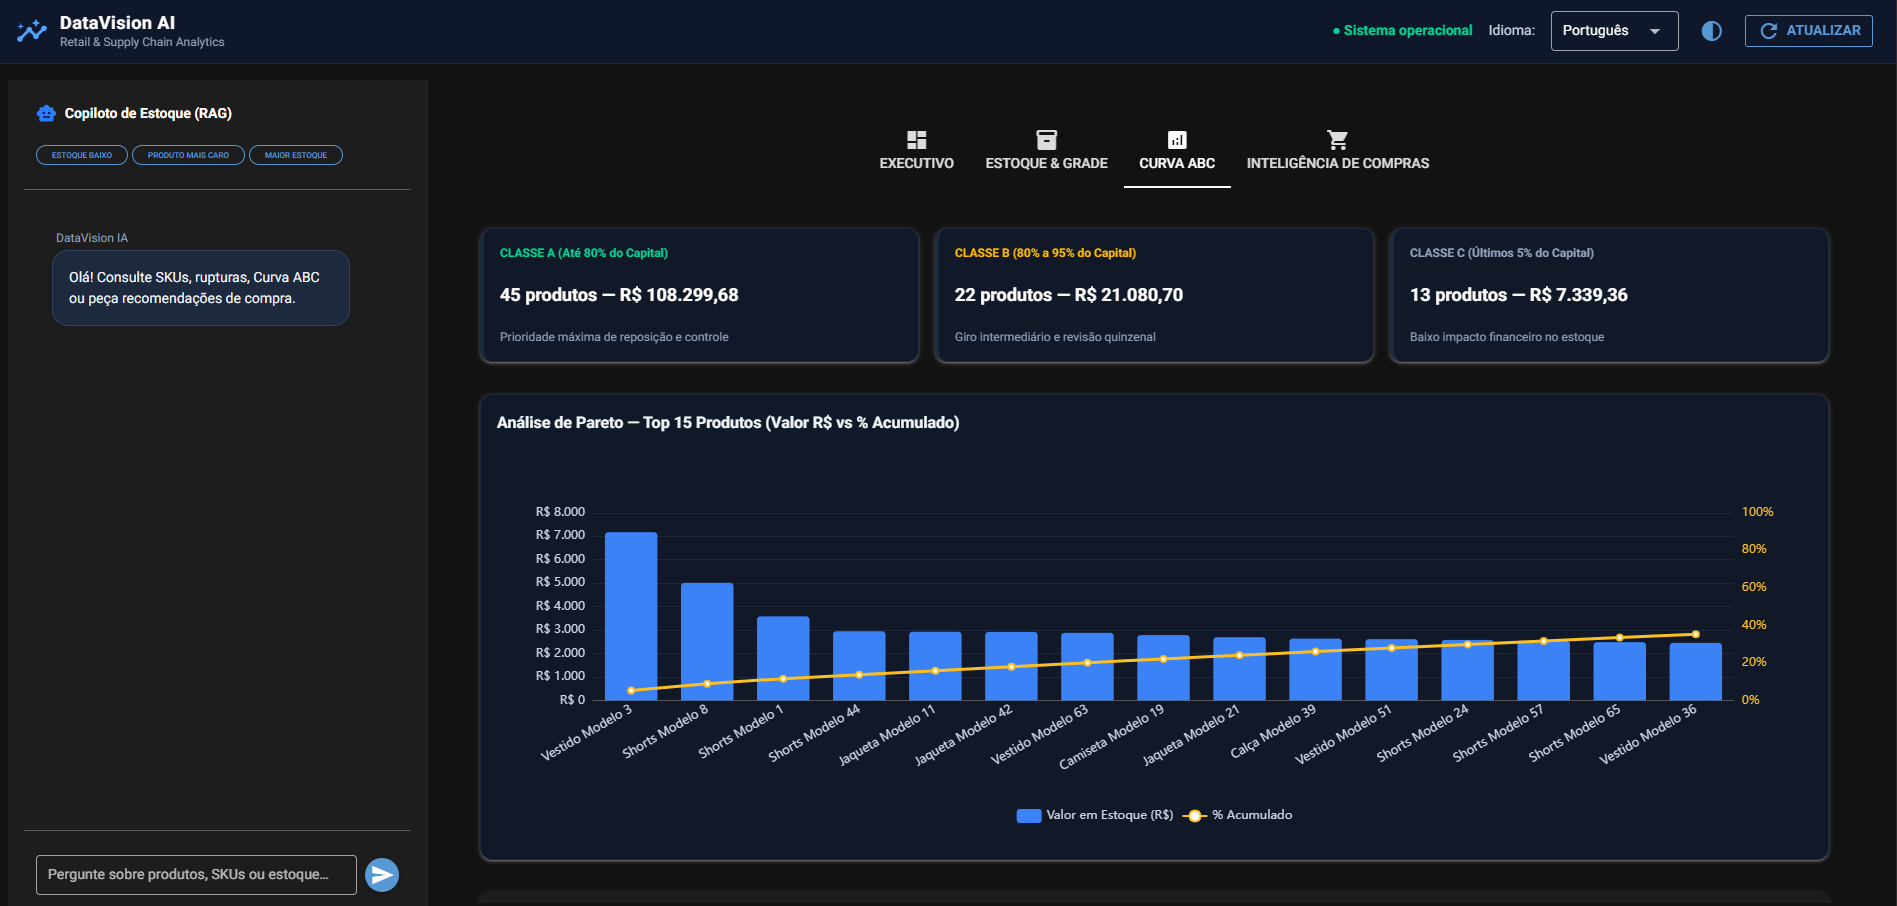 DataVision AI
Retail & Supply Chain Analytics
● Sistema operacional
Idioma:
Português
ATUALIZAR
Copiloto de Estoque (RAG)
ESTOQUE BAIXO
PRODUTO MAIS CARO
MAIOR ESTOQUE
DataVision IA
Olá! Consulte SKUs, rupturas, Curva ABC
ou peça recomendações de compra.
Pergunte sobre produtos, SKUs ou estoque...
EXECUTIVO
ESTOQUE & GRADE
CURVA ABC
INTELIGÊNCIA DE COMPRAS
CLASSE A (Até 80% do Capital)
45 produtos — R$ 108.299,68
Prioridade máxima de reposição e controle
CLASSE B (80% a 95% do Capital)
22 produtos — R$ 21.080,70
Giro intermediário e revisão quinzenal
CLASSE C (Últimos 5% do Capital)
13 produtos — R$ 7.339,36
Baixo impacto financeiro no estoque
Análise de Pareto — Top 15 Produtos (Valor R$ vs % Acumulado)
R$ 8.000
R$ 7.000
R$ 6.000
R$ 5.000
R$ 4.000
R$ 3.000
R$ 2.000
R$ 1.000
R$ 0
100%
80%
60%
40%
20%
0%
Vestido Modelo 3
Shorts Modelo 8
Shorts Modelo 1
Shorts Modelo 44
Jaqueta Modelo 11
Jaqueta Modelo 42
Vestido Modelo 63
Camiseta Modelo 19
Jaqueta Modelo 21
Calça Modelo 39
Vestido Modelo 51
Shorts Modelo 24
Shorts Modelo 57
Shorts Modelo 65
Vestido Modelo 36
Valor em Estoque (R$)
% Acumulado